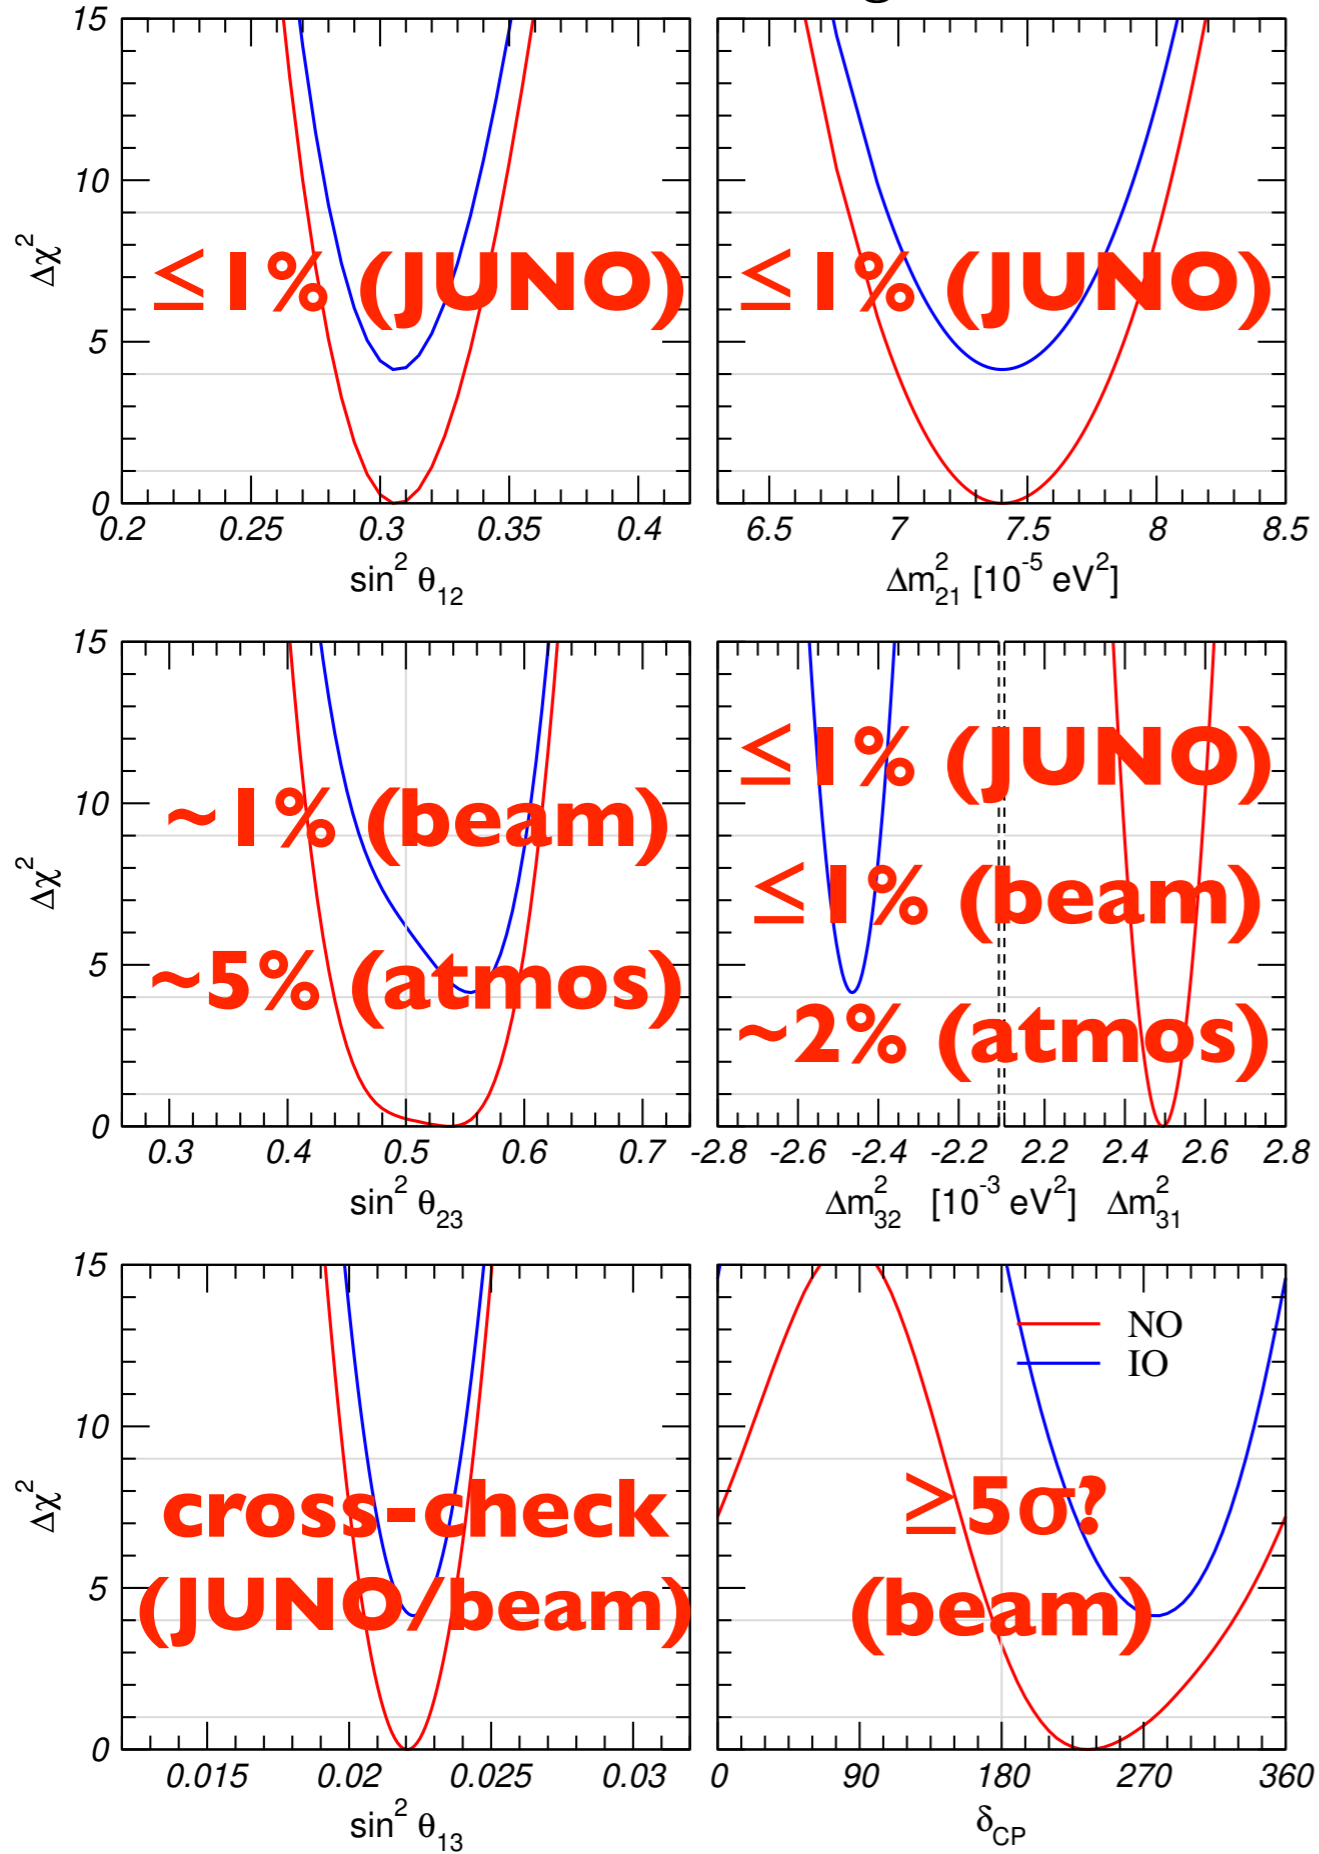 g
15
10
5
0
Δχ²
≤1% (JUNO)
0.2 0.25 0.3 0.35 0.4
sin² θ₁₂
≤1% (JUNO)
6.5 7 7.5 8 8.5
Δm²₂₁ [10⁻⁵ eV²]
15
10
5
0
Δχ²
~1% (beam)
~5% (atmos)
0.3 0.4 0.5 0.6 0.7
sin² θ₂₃
≤1% (JUNO)
≤1% (beam)
~2% (atmos)
-2.8 -2.6 -2.4 -2.2 2.2 2.4 2.6 2.8
Δm²₃₂ [10⁻³ eV²] Δm²₃₁
15
10
5
0
Δχ²
cross-check
(JUNO/beam)
0.015 0.02 0.025 0.03
sin² θ₁₃
NO
IO
≥5σ?
(beam)
0 90 180 270 360
δCP